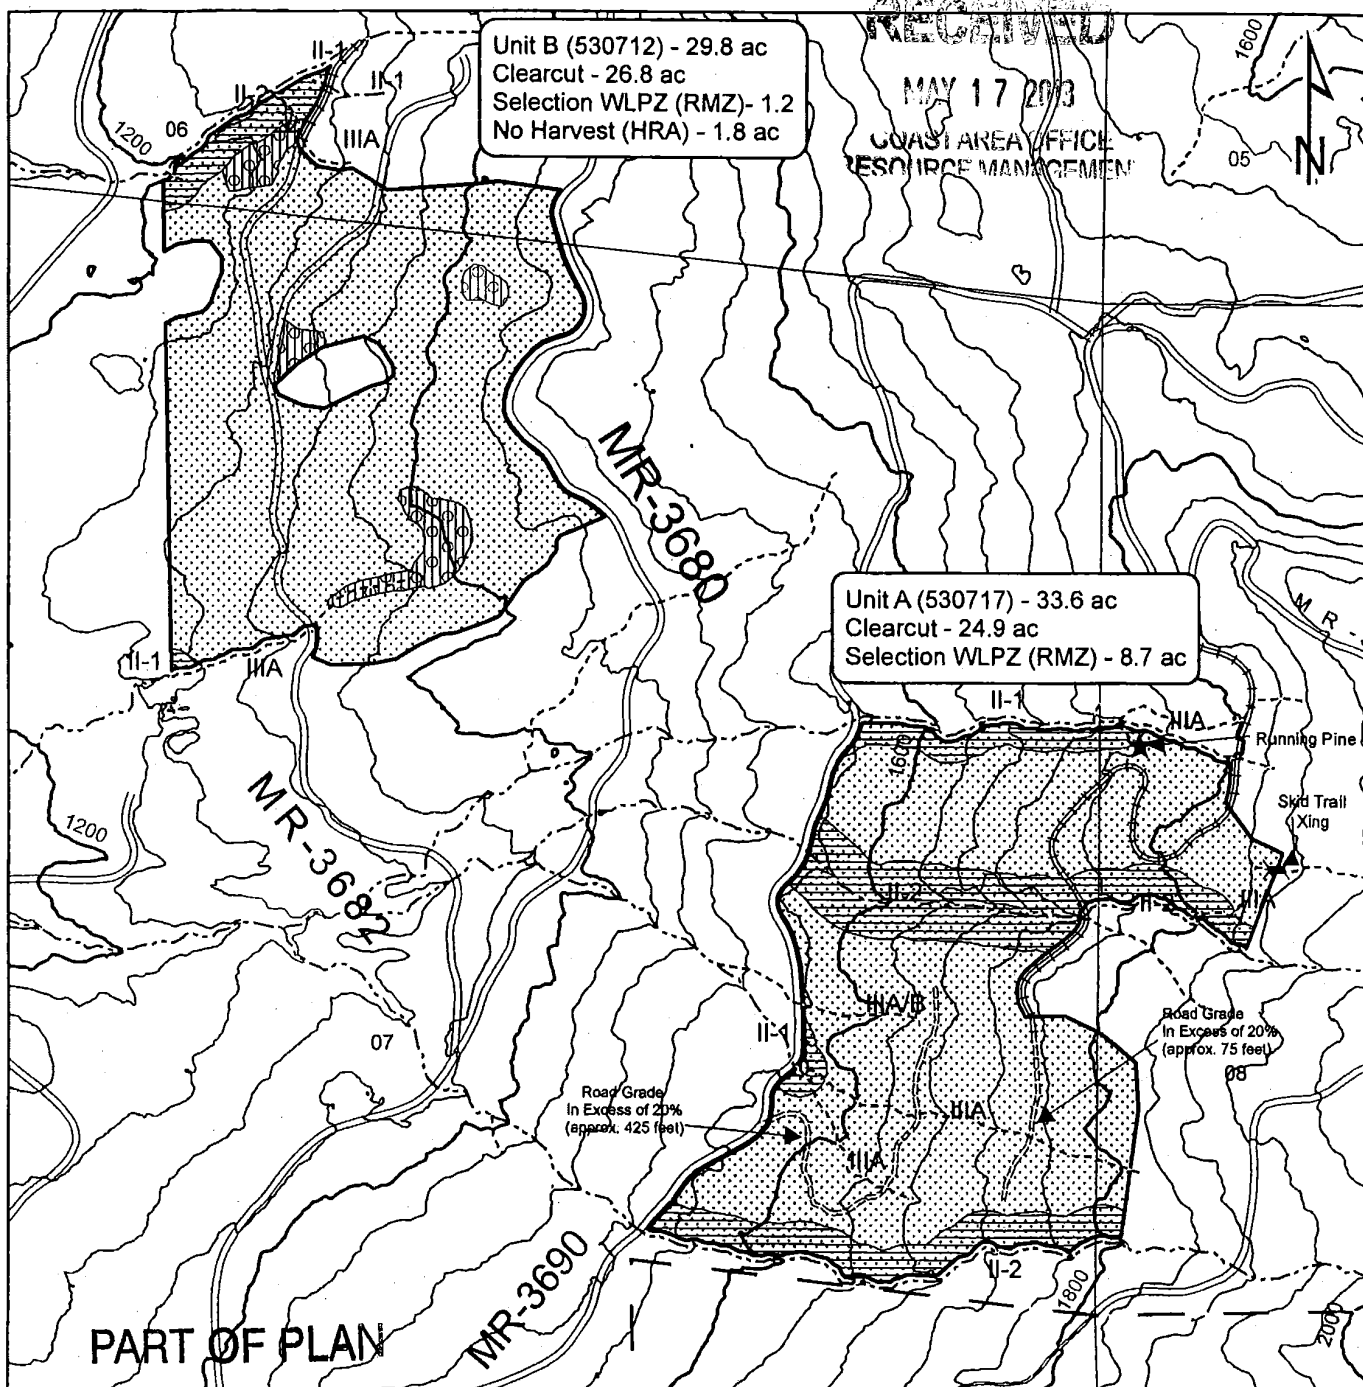 RECEIVED
MAY 17 2013
COAST AREA OFFICE
RESOURCE MANAGEMEN
1600
N
05
Unit B (530712) - 29.8 ac
Clearcut - 26.8 ac
Selection WLPZ (RMZ)- 1.2
No Harvest (HRA) - 1.8 ac
II-1
II-1
II-2
IIIA
06
1200
MR-3680
Unit A (530717) - 33.6 ac
Clearcut - 24.9 ac
Selection WLPZ (RMZ) - 8.7 ac
M R -
II-1
IIIA
II-1
IIIA
Running Pine
1600
Skid Trail
Xing
MR-3682
1200
II-2
IIIA
IIIA/B
II-1
07
Road Grade
In Excess of 20%
(approx. 75 feet)
08
Road Grade
In Excess of 20%
(approx. 425 feet)
IIIA
IIIA
II-2
1800
2000
MR-3690
PART OF PLAN